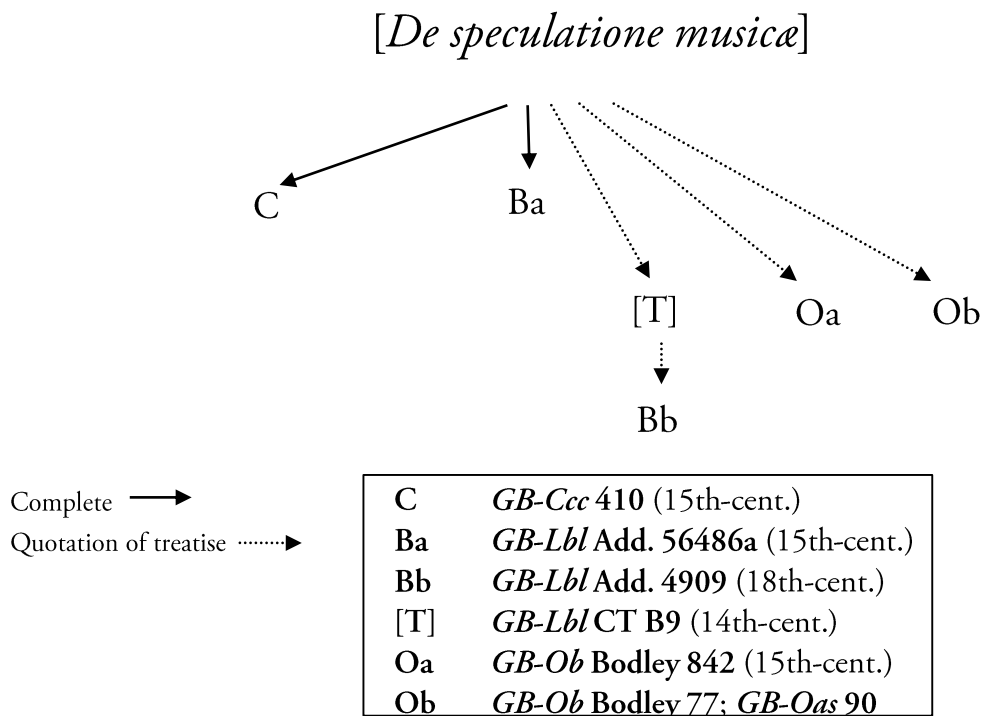 [De speculatione musicæ]
C
Ba
[T]
Oa
Ob
Bb
Complete
Quotation of treatise
C GB-Ccc 410 (15th-cent.)
Ba GB-Lbl Add. 56486a (15th-cent.)
Bb GB-Lbl Add. 4909 (18th-cent.)
[T] GB-Lbl CT B9 (14th-cent.)
Oa GB-Ob Bodley 842 (15th-cent.)
Ob GB-Ob Bodley 77; GB-Oas 90